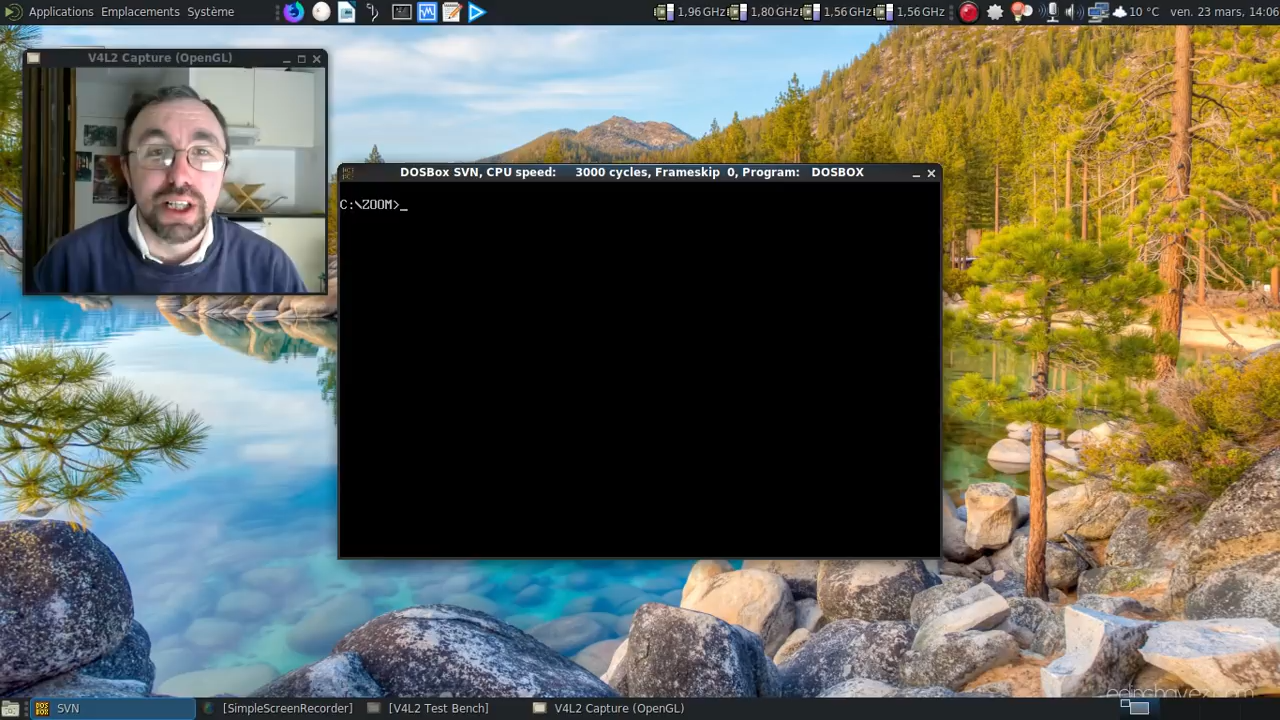 Applications Emplacements Système
1,96 GHz 1,80 GHz 1,56 GHz 1,56 GHz 10 °C ven. 23 mars, 14:06
V4L2 Capture (OpenGL)
DOSBox SVN, CPU speed: 3000 cycles, Frameskip 0, Program: DOSBOX
C:\ZOOM>_
DOS
BOX SVN
[SimpleScreenRecorder]
[V4L2 Test Bench]
V4L2 Capture (OpenGL)